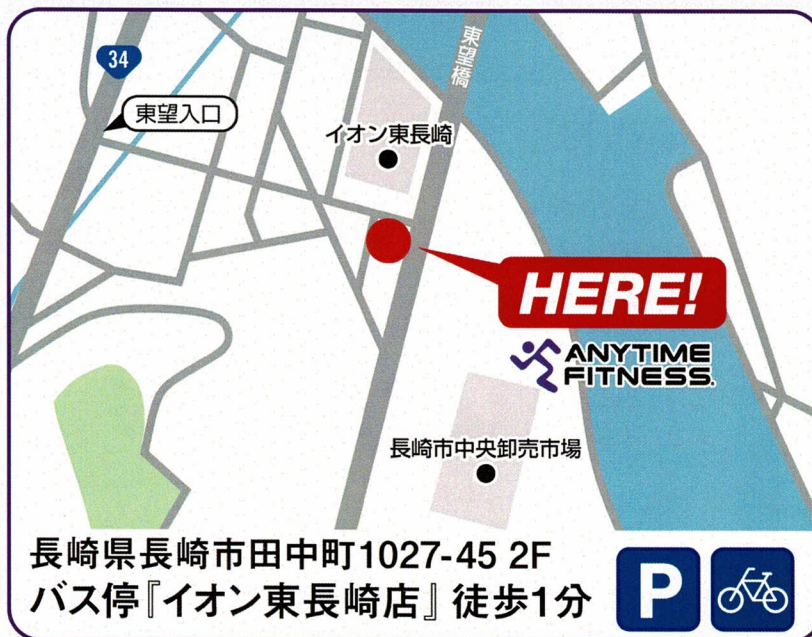 34
東望入口
東望橋
イオン東長崎
HERE!
ANYTIME
FITNESS.
長崎市中央卸売市場
長崎県長崎市田中町1027-45 2F
バス停『イオン東長崎店』徒歩1分
P